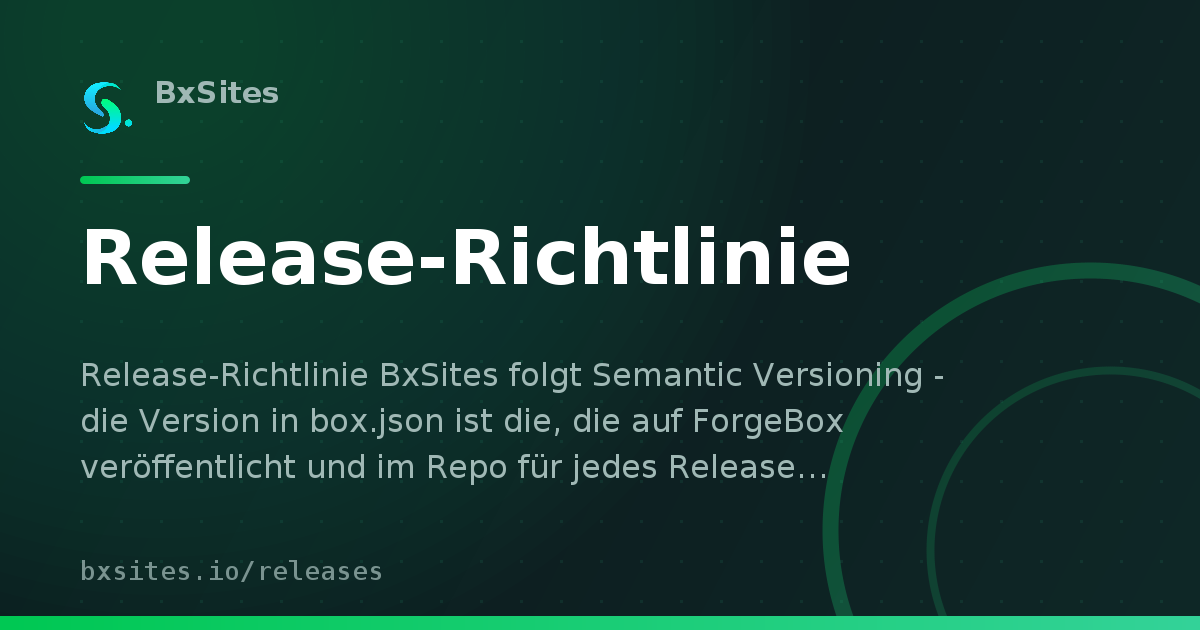 BxSites
Release-Richtlinie
Release-Richtlinie BxSites folgt Semantic Versioning -
die Version in box.json ist die, die auf ForgeBox
veröffentlicht und im Repo für jedes Release...
bxsites.io/releases